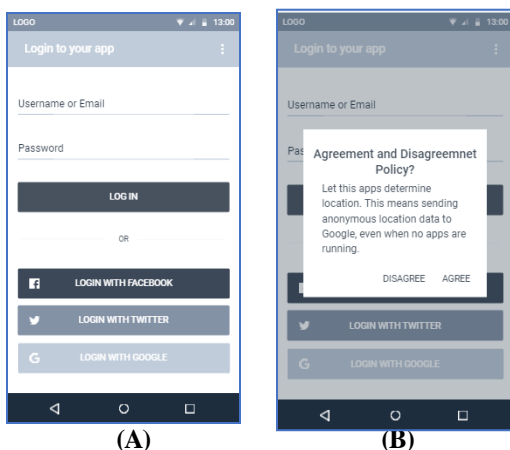 LOGO 13:00
Login to your app
Username or Email
Password
LOG IN
OR
LOGIN WITH FACEBOOK
LOGIN WITH TWITTER
G LOGIN WITH GOOGLE
(A)
LOGO 13:00
Login to your app
Username or Email
Pas
Agreement and Disagreemnet
Policy?
Let this apps determine
location. This means sending
anonymous location data to
Google, even when no apps are
running.
DISAGREE AGREE
LOGIN WITH TWITTER
G LOGIN WITH GOOGLE
(B)